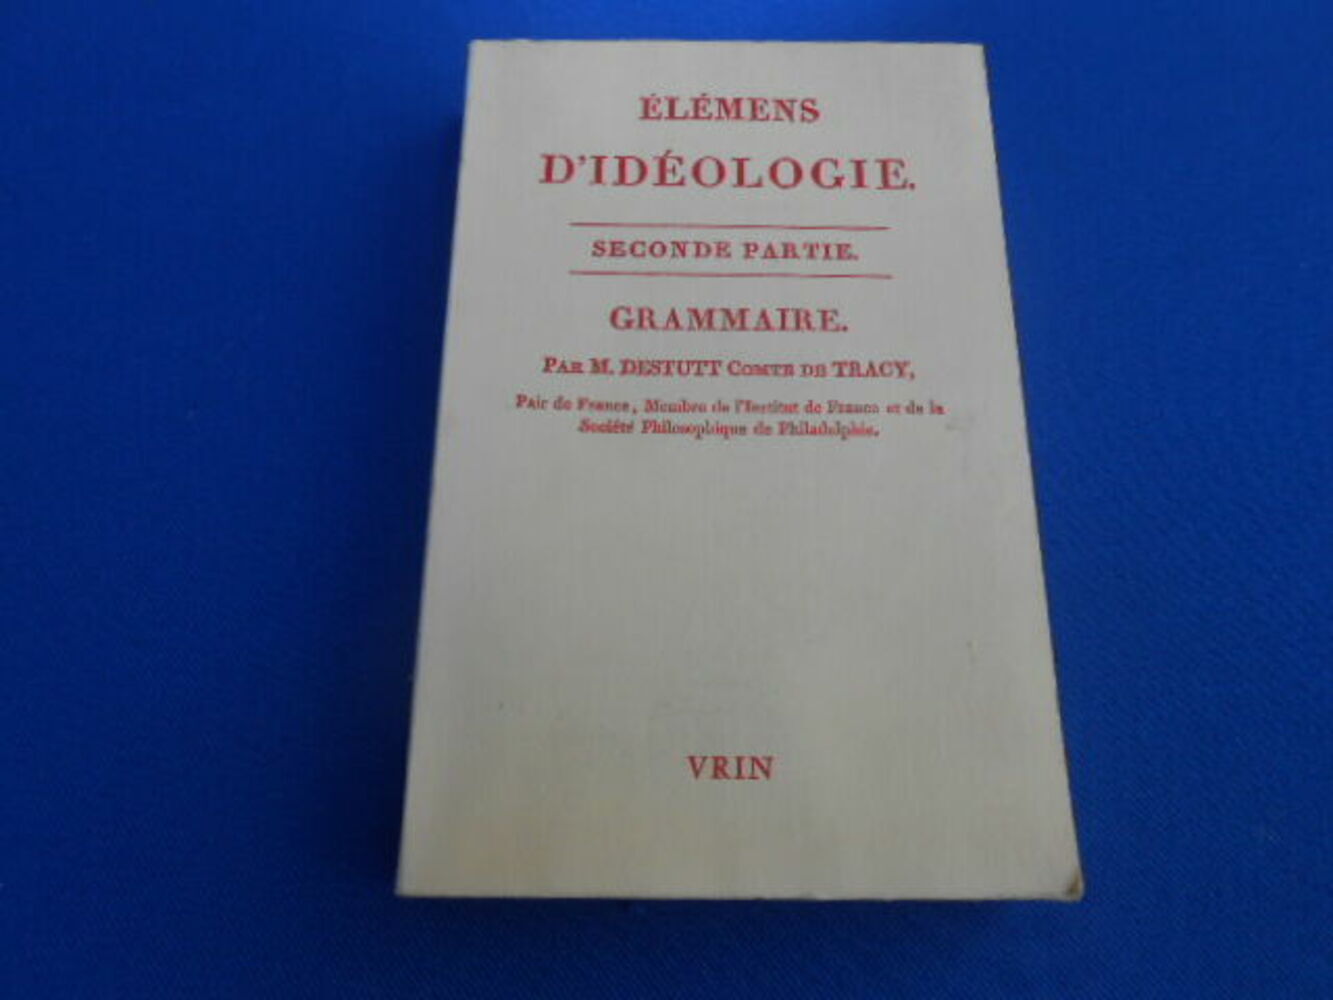 ÉLÉMENS
D'IDÉOLOGIE.
SECONDE PARTIE.
GRAMMAIRE.
PAR M. DESTUTT COMTE DE TRACY,
Pair de France, Membre de l'Institut de France et de la
Société Philosophique de Philadelphie.
VRIN